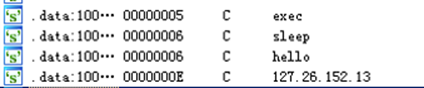 's' .data:100··· 00000005 C exec
's' .data:100··· 00000006 C sleep
's' .data:100··· 00000006 C hello
's' .data:100··· 0000000E C 127.26.152.13